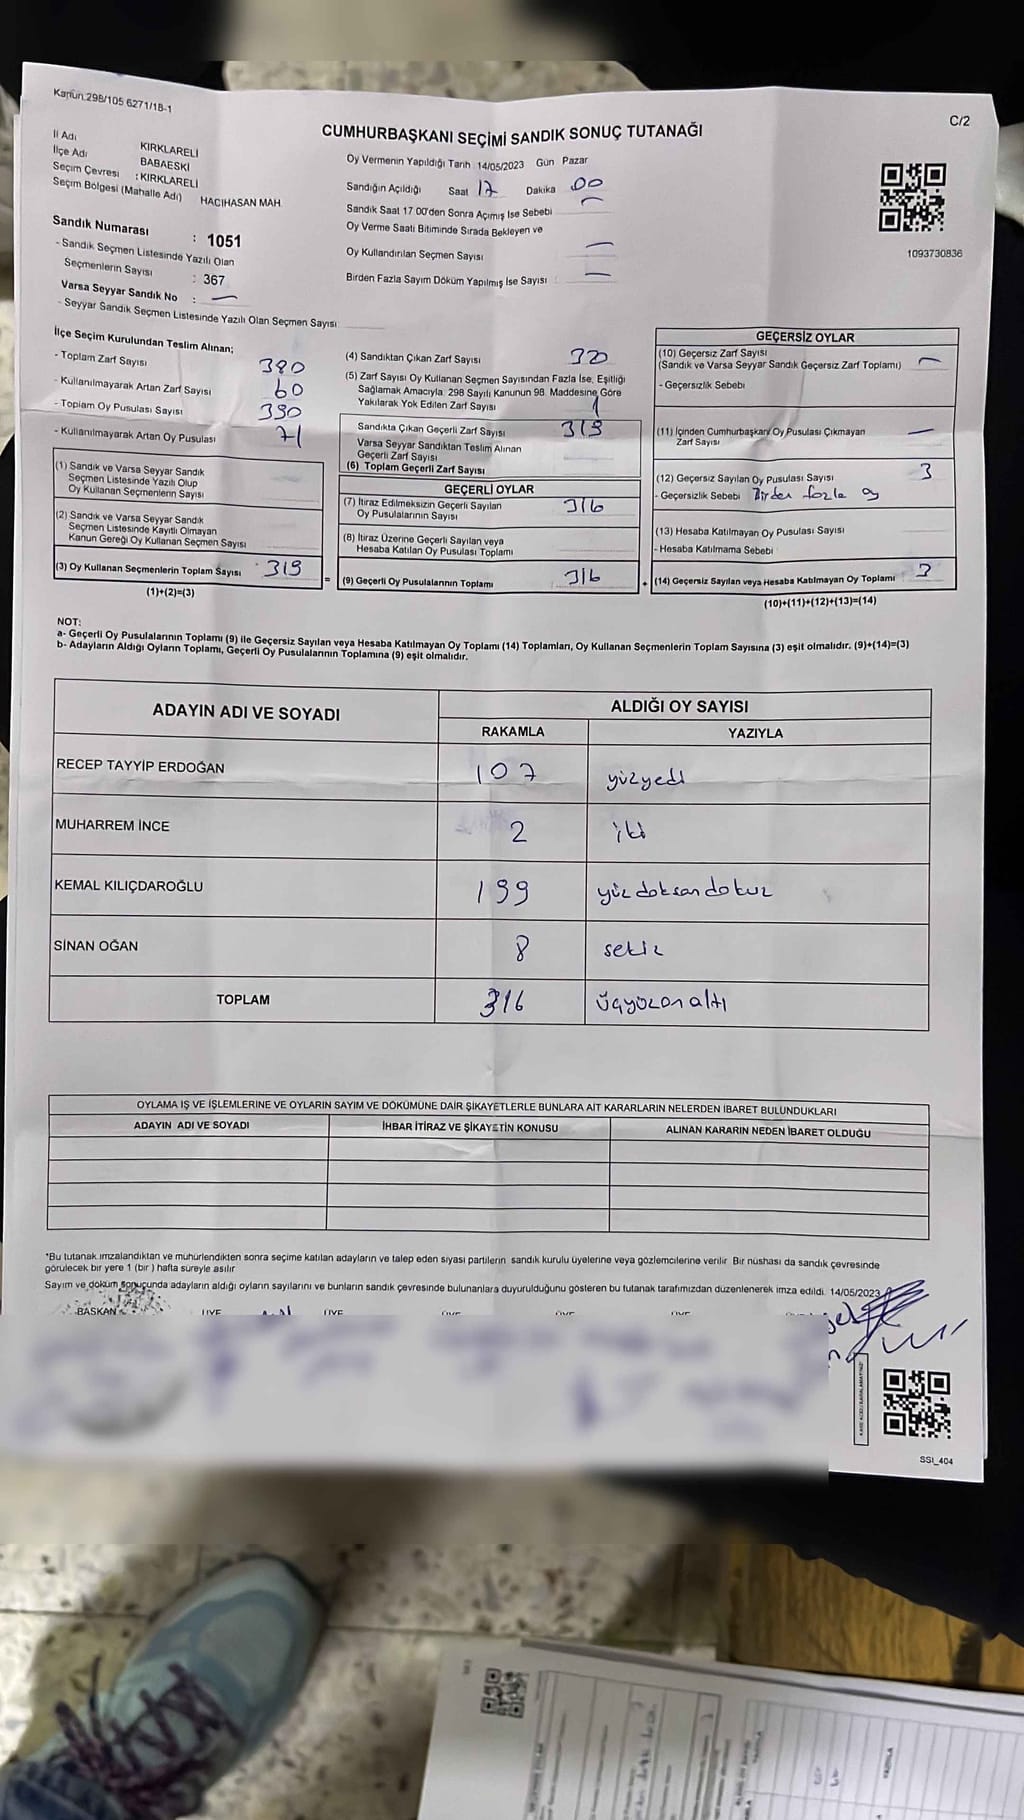 Kanun:298/105 6271/18-1
C/2
CUMHURBAŞKANI SEÇİMİ SANDIK SONUÇ TUTANAĞI
İl Adı KIRKLARELİ
İlçe Adı BABAESKİ
Seçim Çevresi : KIRKLARELİ
Seçim Bölgesi (Mahalle Adı) HACIHASAN MAH.
Sandık Numarası : 1051
- Sandık Seçmen Listesinde Yazılı Olan
Seçmenlerin Sayısı : 367
Varsa Seyyar Sandık No : —
- Seyyar Sandık Seçmen Listesinde Yazılı Olan Seçmen Sayısı
Oy Vermenin Yapıldığı Tarih 14/05/2023 Gün Pazar
Sandığın Açıldığı Saat 17 Dakika 00
Sandık Saat 17:00'den Sonra Açımış İse Sebebi —
Oy Verme Saati Bitiminde Sırada Bekleyen ve
Oy Kullandırılan Seçmen Sayısı —
Birden Fazla Sayım Döküm Yapılmış İse Sayısı —
1093730836
İlçe Seçim Kurulundan Teslim Alınan;
- Toplam Zarf Sayısı 380
- Kullanılmayarak Artan Zarf Sayısı 60
- Toplam Oy Pusulası Sayısı 390
- Kullanılmayarak Artan Oy Pusulası 71
(1) Sandık ve Varsa Seyyar Sandık
Seçmen Listesinde Yazılı Olup
Oy Kullanan Seçmenlerin Sayısı
(2) Sandık ve Varsa Seyyar Sandık
Seçmen Listesinde Kayıtlı Olmayan
Kanun Gereği Oy Kullanan Seçmen Sayısı
(3) Oy Kullanan Seçmenlerin Toplam Sayısı 319
(1)+(2)=(3)
=
(4) Sandıktan Çıkan Zarf Sayısı 320
(5) Zarf Sayısı Oy Kullanan Seçmen Sayısından Fazla İse, Eşitliği
Sağlamak Amacıyla 298 Sayılı Kanunun 98. Maddesine Göre
Yakılarak Yok Edilen Zarf Sayısı 1
Sandıkta Çıkan Geçerli Zarf Sayısı 319
Varsa Seyyar Sandıktan Teslim Alınan
Geçerli Zarf Sayısı
(6) Toplam Geçerli Zarf Sayısı
GEÇERLİ OYLAR
(7) İtiraz Edilmeksizin Geçerli Sayılan
Oy Pusulalarının Sayısı 316
(8) İtiraz Üzerine Geçerli Sayılan veya
Hesaba Katılan Oy Pusulası Toplamı
(9) Geçerli Oy Pusulalarının Toplamı 316
+
GEÇERSİZ OYLAR
(10) Geçersiz Zarf Sayısı
(Sandık ve Varsa Seyyar Sandık Geçersiz Zarf Toplamı) —
- Geçersizlik Sebebi
(11) İçinden Cumhurbaşkanı Oy Pusulası Çıkmayan
Zarf Sayısı —
(12) Geçersiz Sayılan Oy Pusulası Sayısı 3
- Geçersizlik Sebebi Birden fazla oy
(13) Hesaba Katılmayan Oy Pusulası Sayısı
- Hesaba Katılmama Sebebi
(14) Geçersiz Sayılan veya Hesaba Katılmayan Oy Toplamı 3
(10)+(11)+(12)+(13)=(14)
NOT:
a- Geçerli Oy Pusulalarının Toplamı (9) ile Geçersiz Sayılan veya Hesaba Katılmayan Oy Toplamı (14) Toplamları, Oy Kullanan Seçmenlerin Toplam Sayısına (3) eşit olmalıdır. (9)+(14)=(3)
b- Adayların Aldığı Oyların Toplamı, Geçerli Oy Pusulalarının Toplamına (9) eşit olmalıdır.
ADAYIN ADI VE SOYADI
ALDIĞI OY SAYISI
RAKAMLA YAZIYLA
RECEP TAYYİP ERDOĞAN 107 yüzyedi
MUHARREM İNCE 2 iki
KEMAL KILIÇDAROĞLU 199 yüz doksan dokuz
SİNAN OĞAN 8 sekiz
TOPLAM 316 üçyüzonaltı
OYLAMA İŞ VE İŞLEMLERİNE VE OYLARIN SAYIM VE DÖKÜMÜNE DAİR ŞİKAYETLERLE BUNLARA AİT KARARLARIN NELERDEN İBARET BULUNDUKLARI
ADAYIN ADI VE SOYADI İHBAR İTİRAZ VE ŞİKAYETİN KONUSU ALINAN KARARIN NEDEN İBARET OLDUĞU
*Bu tutanak imzalandıktan ve mühürlendikten sonra seçime katılan adayların ve talep eden siyasi partilerin sandık kurulu üyelerine veya gözlemcilerine verilir. Bir nüshası da sandık çevresinde
görülecek bir yere 1 (bir) hafta süreyle asılır
Sayım ve döküm sonucunda adayların aldığı oyların sayılarını ve bunların sandık çevresinde bulunanlara duyurulduğunu gösteren bu tutanak tarafımızdan düzenlenerek imza edildi. 14/05/2023
BAŞKAN ÜYE ÜYE ÜYE ÜYE ÜYE
SSI_404